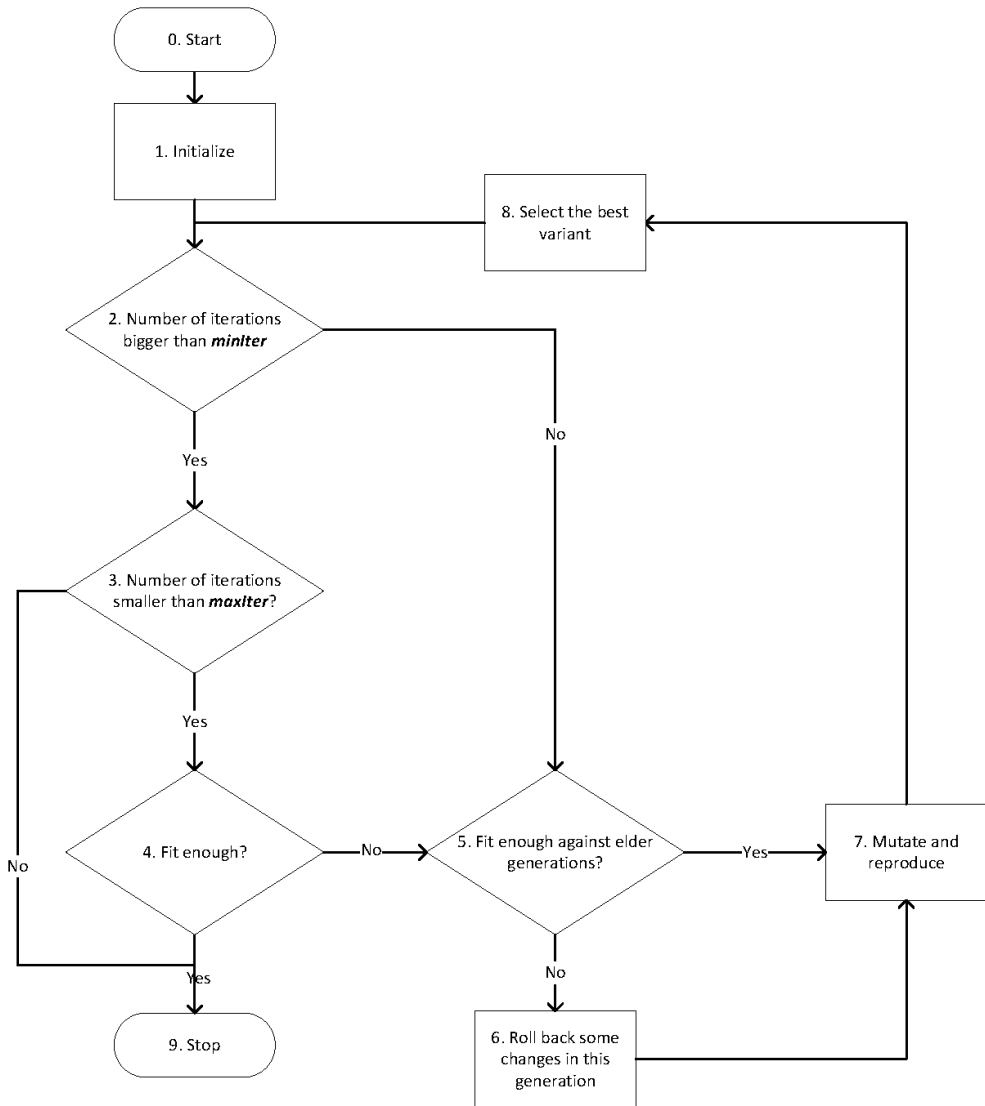 0. Start
1. Initialize
8. Select the best
variant
2. Number of iterations
bigger than miniter
No
Yes
3. Number of iterations
smaller than maxiter?
Yes
4. Fit enough?
No
5. Fit enough against elder
generations?
Yes
7. Mutate and
reproduce
No
Yes
No
9. Stop
6. Roll back some
changes in this
generation